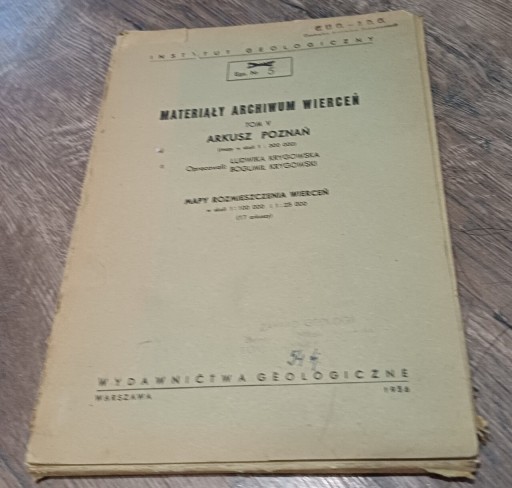 INSTYTUT GEOLOGICZNY
Egz. Nr 5
MATERIAŁY ARCHIWUM WIERCEŃ
TOM V
ARKUSZ POZNAŃ
(mapa w skali 1 : 300 000)
Opracowali: LUDWIKA KRYGOWSKA
BOGUMIŁ KRYGOWSKI
MAPY ROZMIESZCZENIA WIERCEŃ
w skali 1 : 100 000 i 1 : 25 000
(17 arkuszy)
WYDAWNICTWA GEOLOGICZNE
WARSZAWA 1956